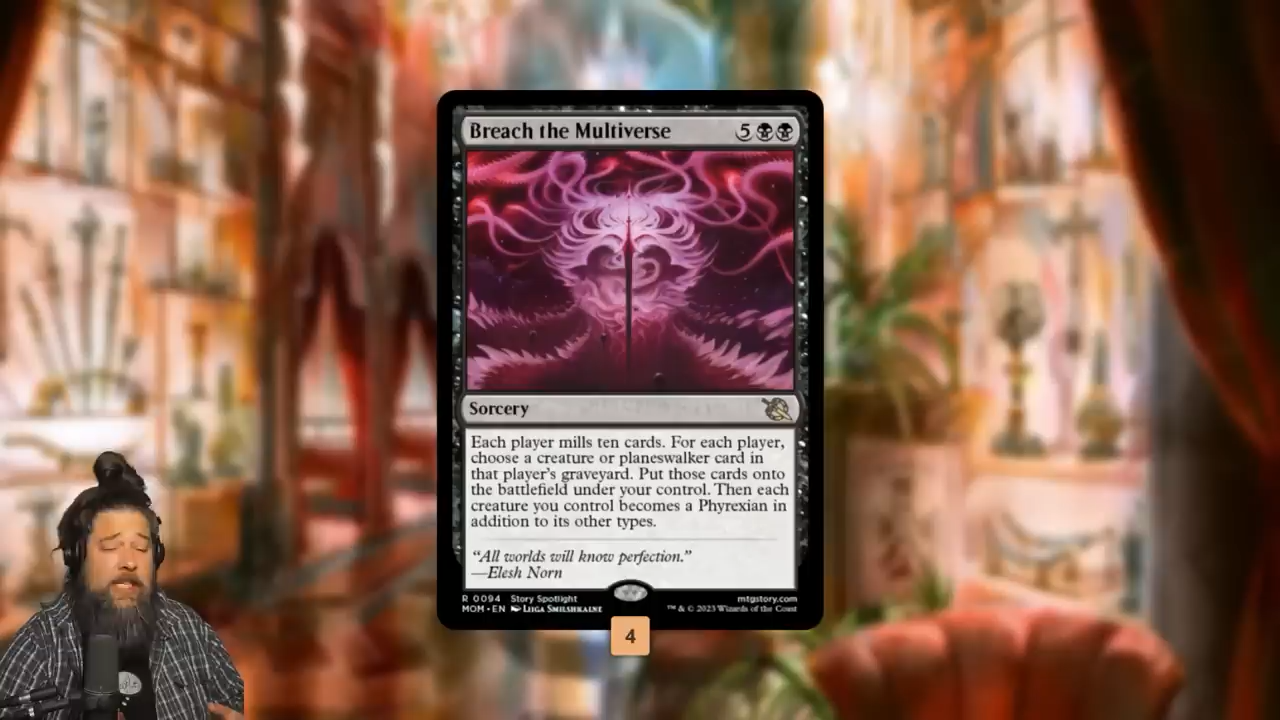 Breach the Multiverse 5
Sorcery
Each player mills ten cards. For each player,
choose a creature or planeswalker card in
that player's graveyard. Put those cards onto
the battlefield under your control. Then each
creature you control becomes a Phyrexian in
addition to its other types.
“All worlds will know perfection.”
—Elesh Norn
R 0094 Story Spotlight mtgstory.com
MOM • EN Liiga Smilshkalne ™ & © 2023 Wizards of the Coast
4